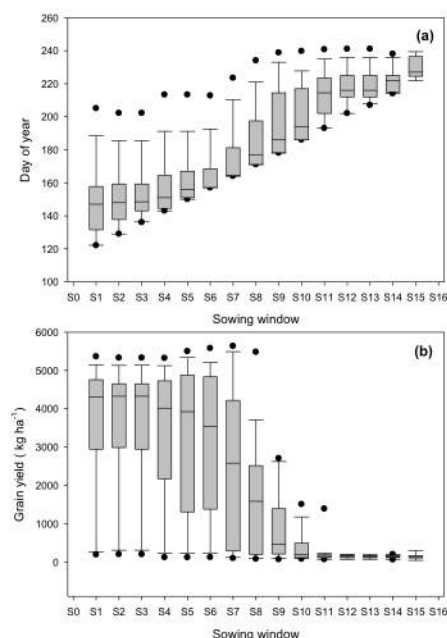 (a)
260
240
220
200
180
160
140
120
100
Day of year
S0 S1 S2 S3 S4 S5 S6 S7 S8 S9 S10 S11 S12 S13 S14 S15 S16
Sowing window
(b)
6000
5000
4000
3000
2000
1000
0
Grain yield ( kg ha⁻¹)
S0 S1 S2 S3 S4 S5 S6 S7 S8 S9 S10 S11 S12 S13 S14 S15 S16
Sowing window